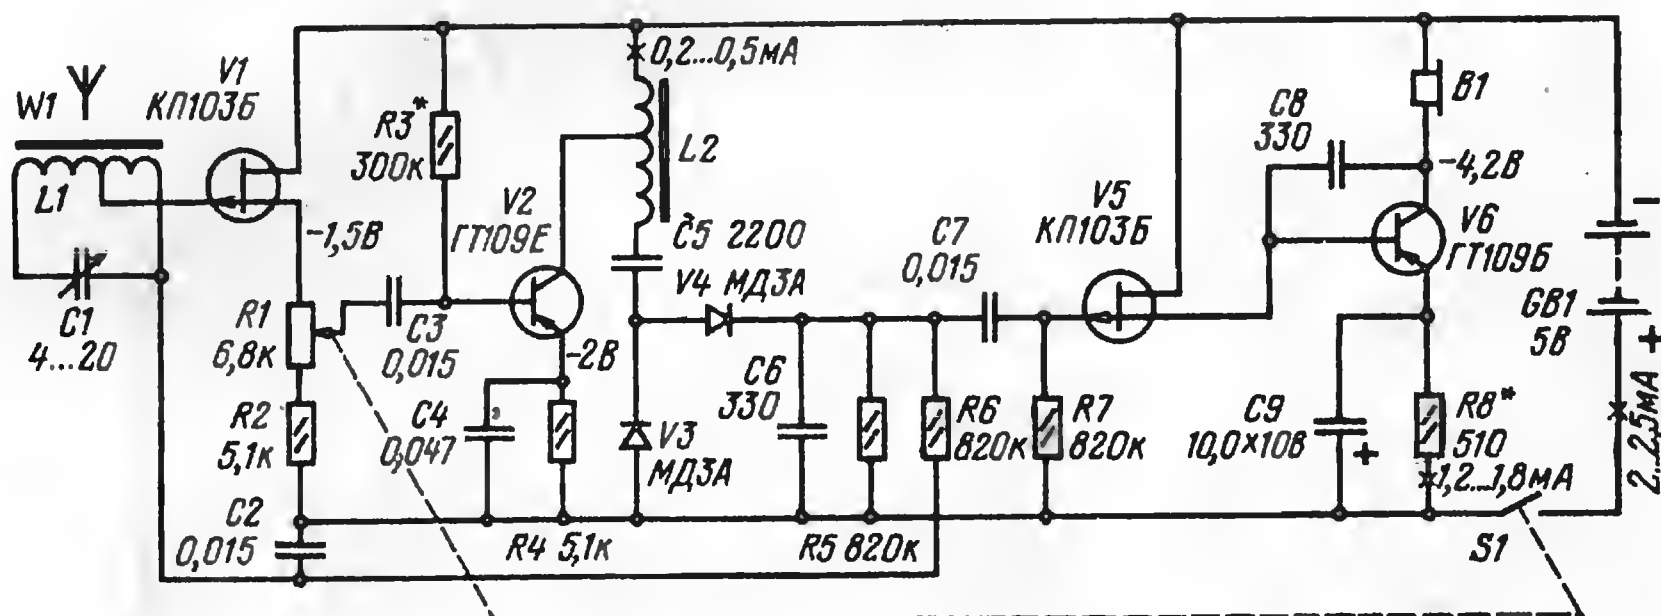 W1
V1
КП103Б
L1
C1
4...20
-1,5В
R1
6,8к
R2
5,1к
C2
0,015
R3*
300к
C3
0,015
V2
ГТ109Е
-2В
C4
0,047
R4 5,1к
0,2...0,5мА
L2
C5 2200
V4 МД3А
V3
МД3А
C6
330
R5 820к
R6
820к
C7
0,015
R7
820к
V5
КП103Б
C8
330
B1
-4,2В
V6
ГТ109Б
C9
10,0×10В
+
R8*
510
1,2...1,8мА
S1
-
GB1
5В
+
2...2,5мА